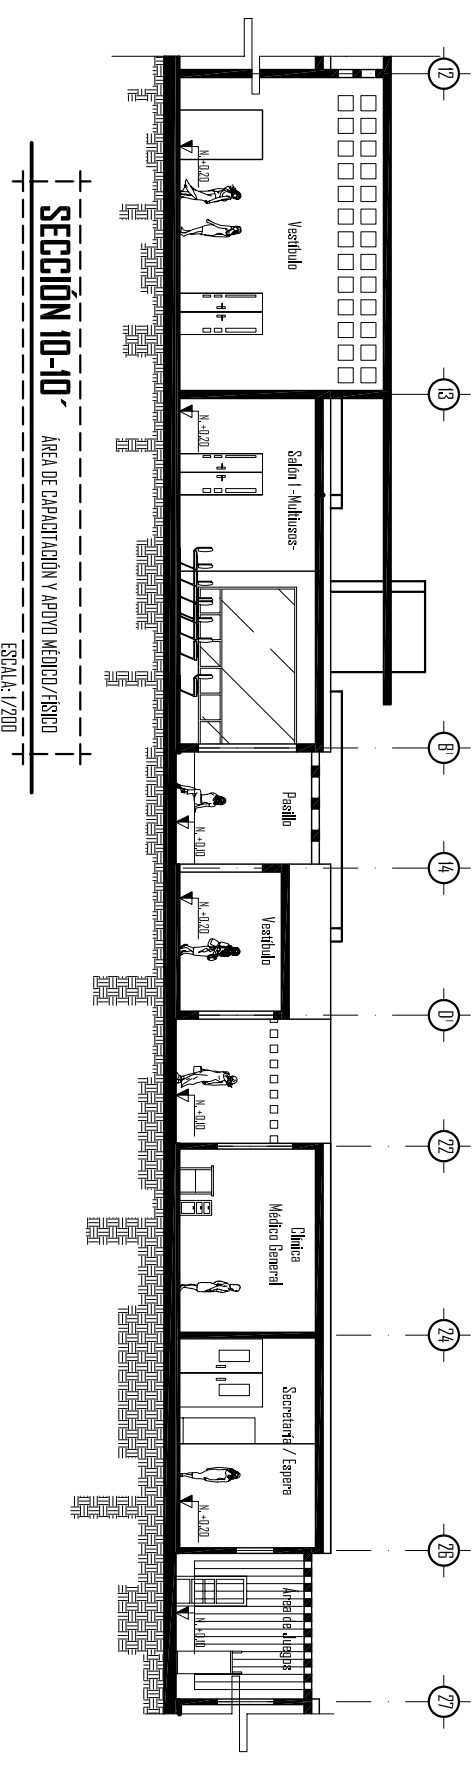 12
13
B'
14
D'
22
24
26
27
Vestíbulo
N. +0.20
Salón 1 -Multiusos-
N. +0.20
Pasillo
N. +0.10
Vestíbulo
N. +0.20
N. +0.10
Clínica
Médico General
Secretaría / Espera
N. +0.20
Área de Juegos
N. +0.10
SECCIÓN 10-10´ ÁREA DE CAPACITACIÓN Y APOYO MÉDICO/FÍSICO
ESCALA: 1/200